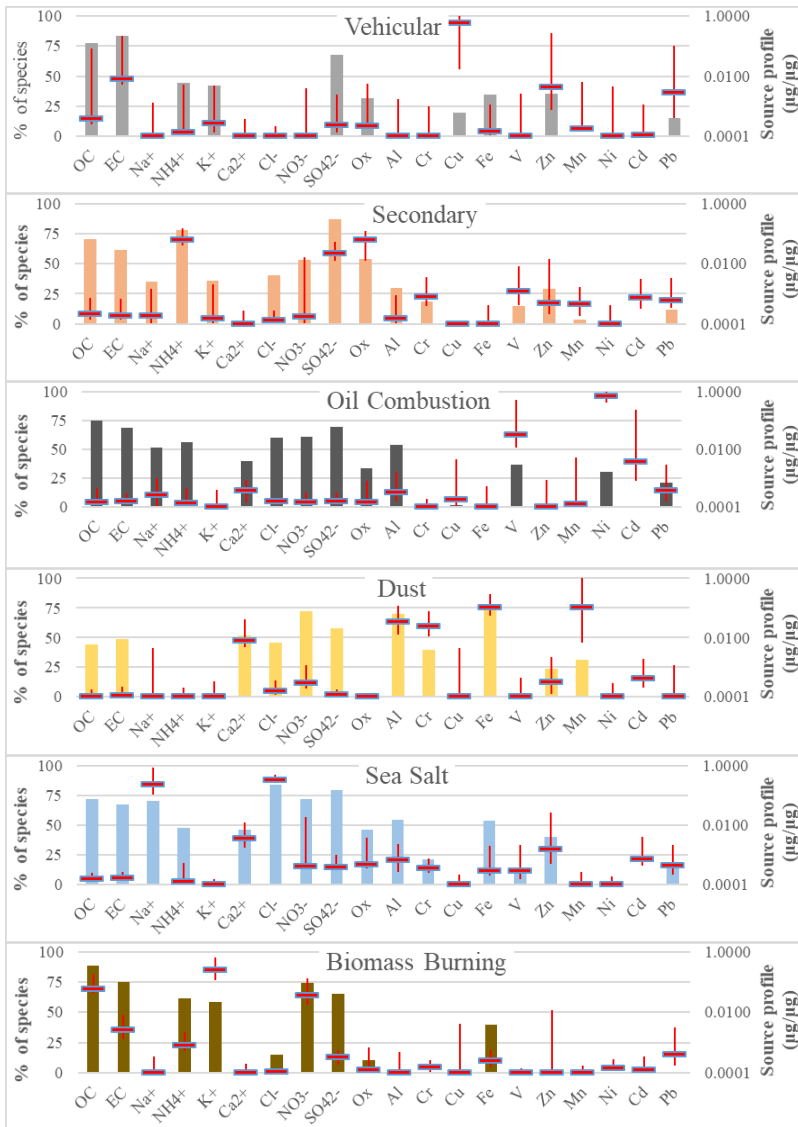 Vehicular
% of species
100
75
50
25
0
1.0000
0.0100
0.0001
Source profile
(µg/µg)
OC EC Na+ NH4+ K+ Ca2+ Cl- NO3- SO42- Ox Al Cr Cu Fe V Zn Mn Ni Cd Pb
Secondary
% of species
100
75
50
25
0
1.0000
0.0100
0.0001
Source profile
(µg/µg)
OC EC Na+ NH4+ K+ Ca2+ Cl- NO3- SO42- Ox Al Cr Cu Fe V Zn Mn Ni Cd Pb
Oil Combustion
% of species
100
75
50
25
0
1.0000
0.0100
0.0001
Source profile
(µg/µg)
OC EC Na+ NH4+ K+ Ca2+ Cl- NO3- SO42- Ox Al Cr Cu Fe V Zn Mn Ni Cd Pb
Dust
% of species
100
75
50
25
0
1.0000
0.0100
0.0001
Source profile
(µg/µg)
OC EC Na+ NH4+ K+ Ca2+ Cl- NO3- SO42- Ox Al Cr Cu Fe V Zn Mn Ni Cd Pb
Sea Salt
% of species
100
75
50
25
0
1.0000
0.0100
0.0001
Source profile
(µg/µg)
OC EC Na+ NH4+ K+ Ca2+ Cl- NO3- SO42- Ox Al Cr Cu Fe V Zn Mn Ni Cd Pb
Biomass Burning
% of species
100
75
50
25
0
1.0000
0.0100
0.0001
Source profile
(µg/µg)
OC EC Na+ NH4+ K+ Ca2+ Cl- NO3- SO42- Ox Al Cr Cu Fe V Zn Mn Ni Cd Pb